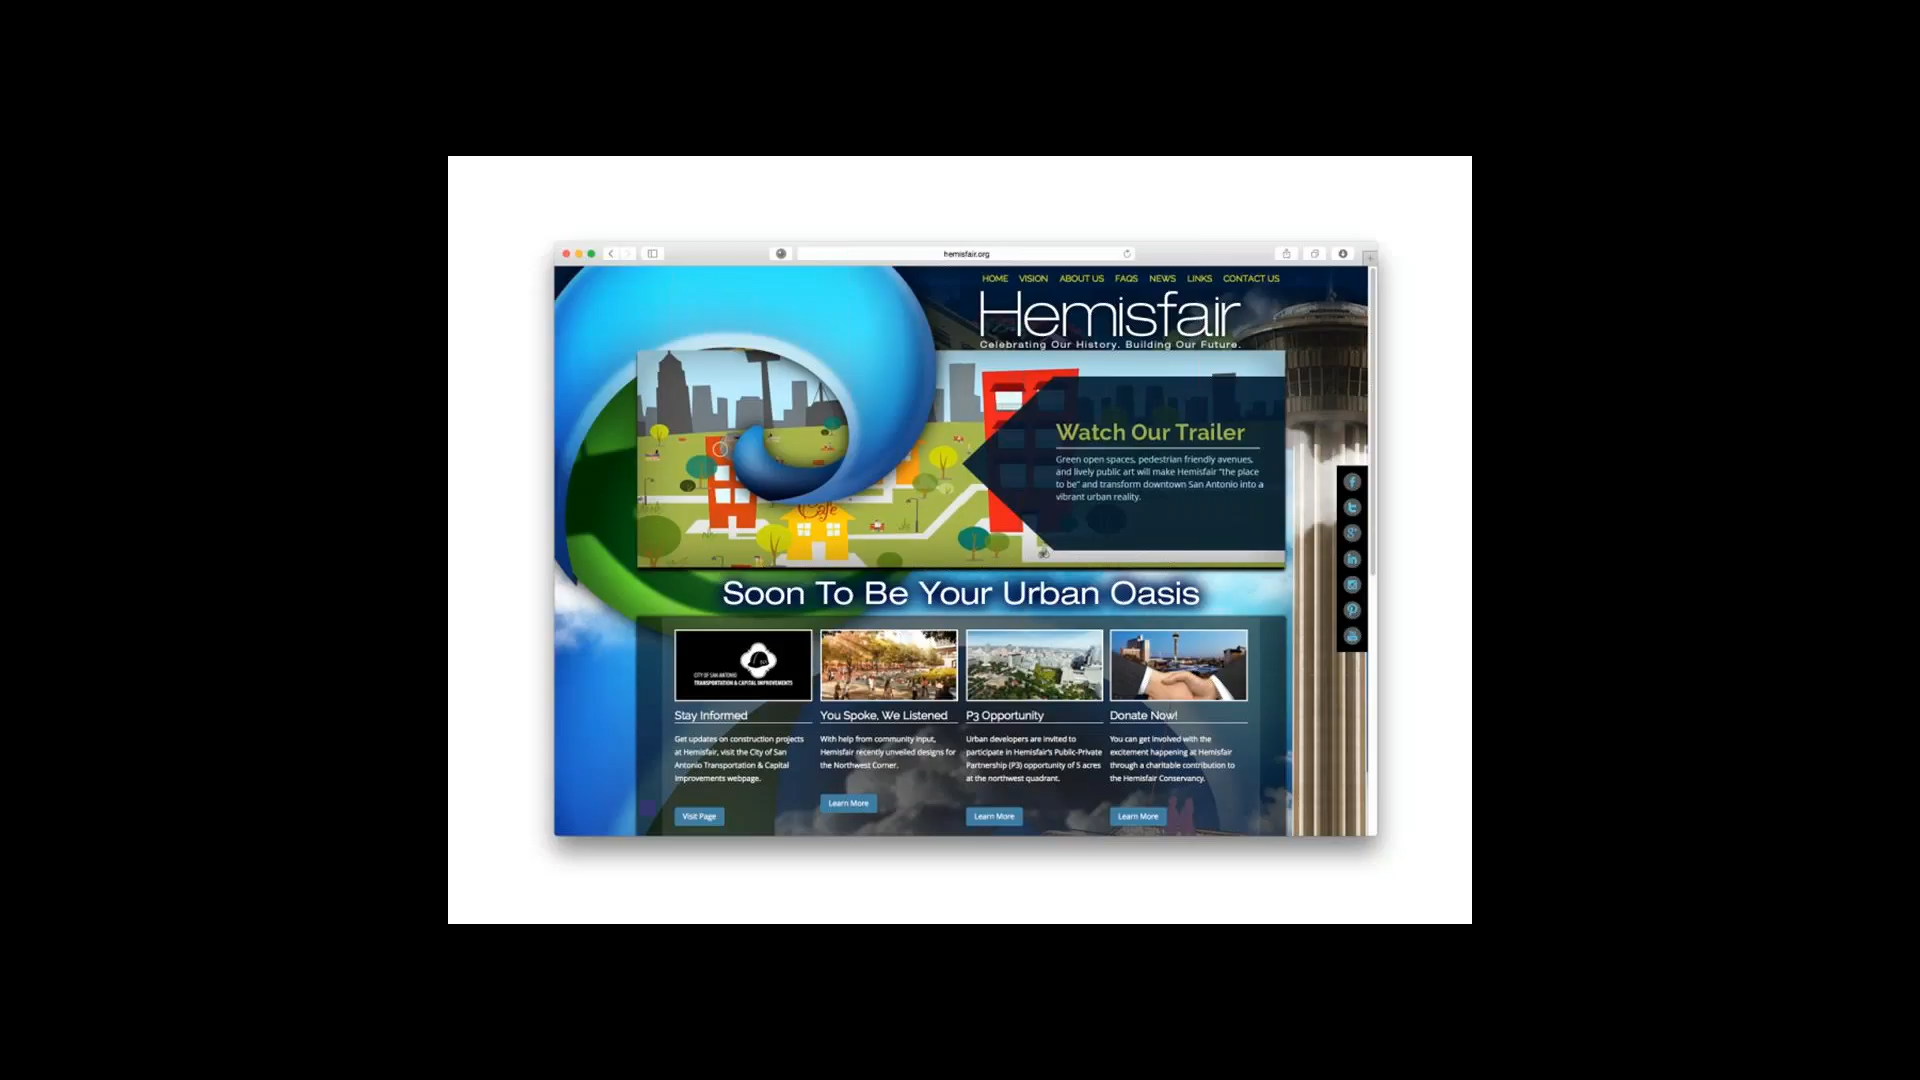 hemisfair.org
HOME VISION ABOUT US FAQS NEWS LINKS CONTACT US
Hemisfair
Celebrating Our History. Building Our Future.
Watch Our Trailer
Green open spaces, pedestrian friendly avenues,
and lively public art will make Hemisfair "the place
to be" and transform downtown San Antonio into a
vibrant urban reality.
Cafe
Soon To Be Your Urban Oasis
CITY OF SAN ANTONIO
TRANSPORTATION & CAPITAL IMPROVEMENTS
Stay Informed
Get updates on construction projects
at Hemisfair, visit the City of San
Antonio Transportation & Capital
Improvements webpage.
Visit Page
You Spoke, We Listened
With help from community input,
Hemisfair recently unveiled designs for
the Northwest Corner.
Learn More
P3 Opportunity
Urban developers are invited to
participate in Hemisfair's Public-Private
Partnership (P3) opportunity of 5 acres
at the northwest quadrant.
Learn More
Donate Now!
You can get involved with the
excitement happening at Hemisfair
through a charitable contribution to
the Hemisfair Conservancy.
Learn More